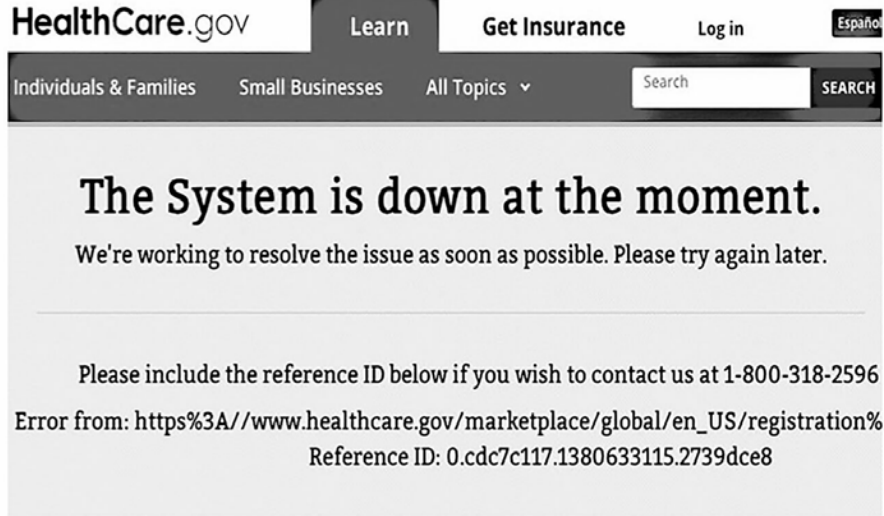 HealthCare.gov Learn Get Insurance Log in Español
Individuals & Families Small Businesses All Topics Search SEARCH
The System is down at the moment.
We're working to resolve the issue as soon as possible. Please try again later.
Please include the reference ID below if you wish to contact us at 1-800-318-2596
Error from: https%3A//www.healthcare.gov/marketplace/global/en_US/registration%
Reference ID: 0.cdc7c117.1380633115.2739dce8